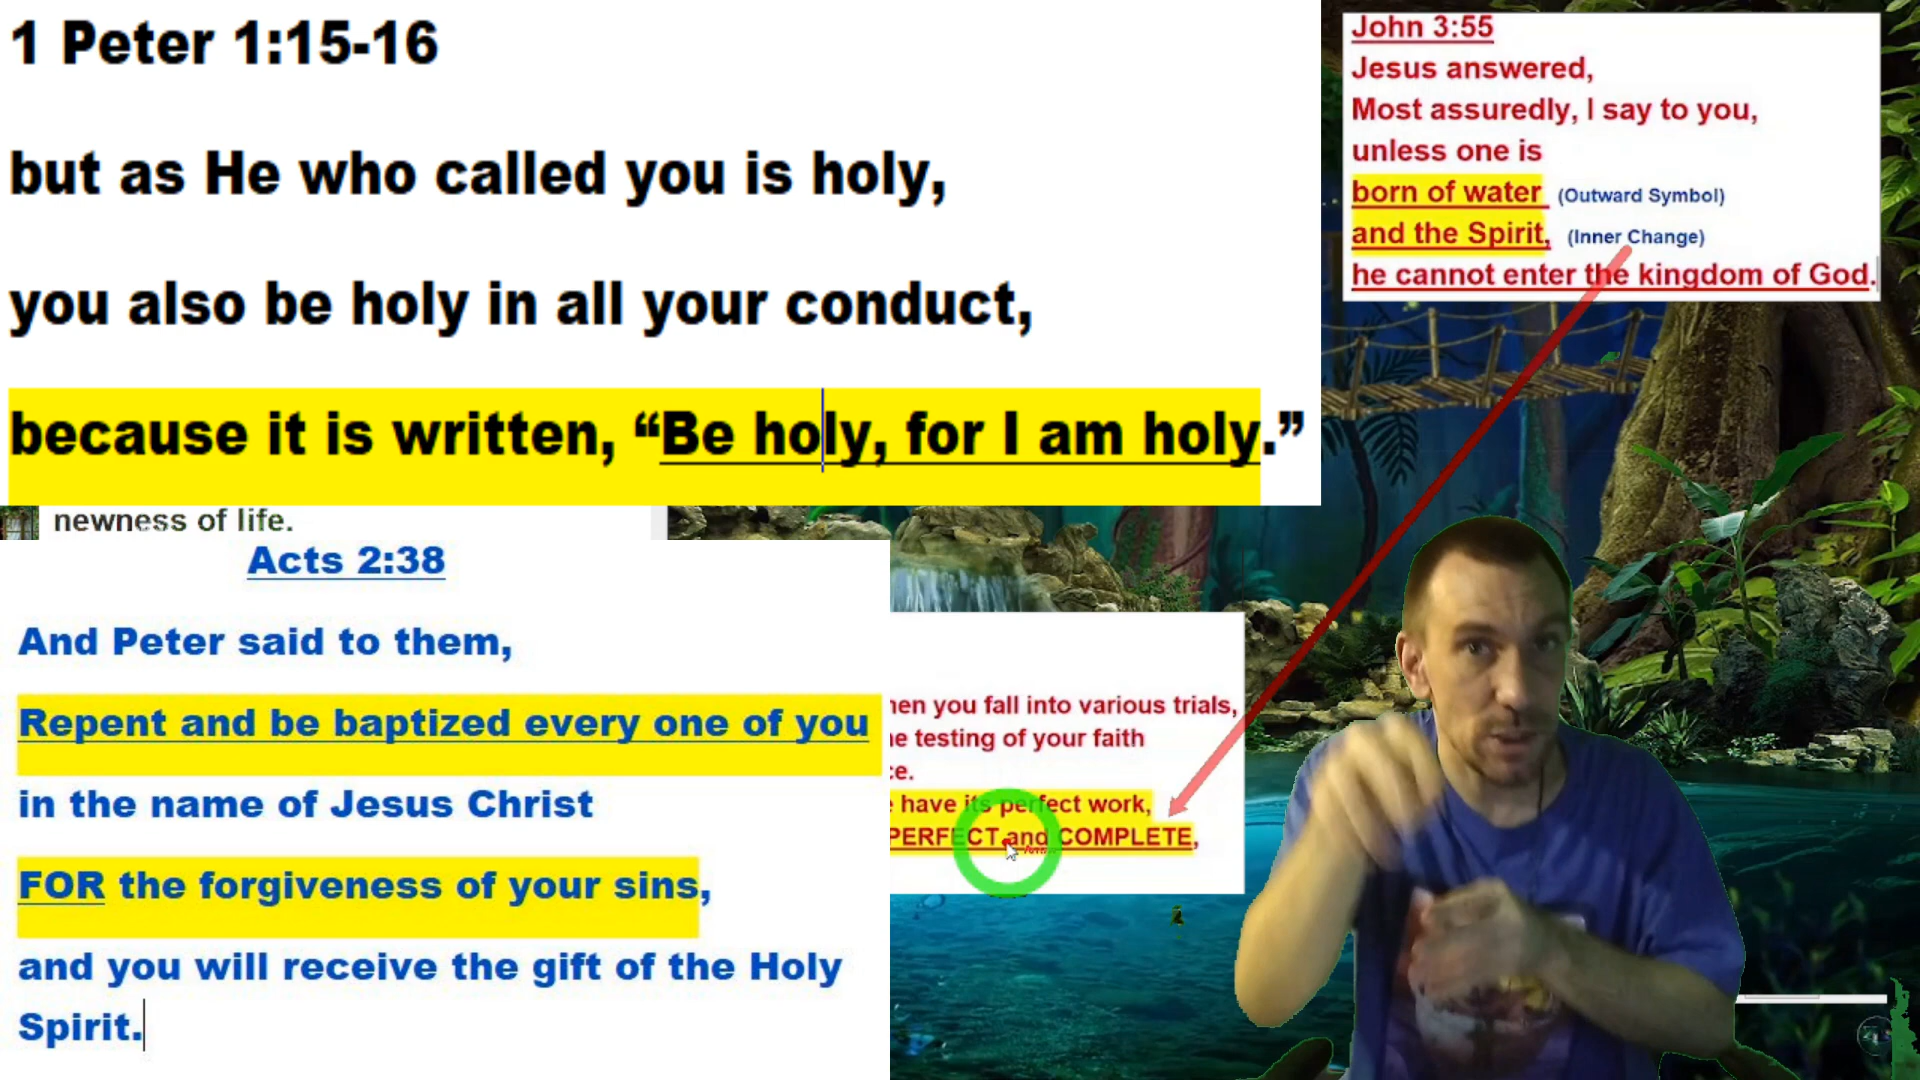 1 Peter 1:15-16
but as He who called you is holy,
you also be holy in all your conduct,
because it is written, “Be holy, for I am holy.”
newness of life.
Acts 2:38
And Peter said to them,
Repent and be baptized every one of you
in the name of Jesus Christ
FOR the forgiveness of your sins,
and you will receive the gift of the Holy
Spirit.
John 3:55
Jesus answered,
Most assuredly, I say to you,
unless one is
born of water (Outward Symbol)
and the Spirit, (Inner Change)
he cannot enter the kingdom of God.
you fall into various trials,
testing of your faith
have its perfect work,
PERFECT and COMPLETE,